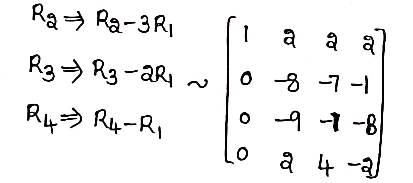 R₂ ⇒ R₂-3R₁
R₃ ⇒ R₃-2R₁ ~
R₄ ⇒ R₄-R₁
1 2 2 2
0 -8 -7 -1
0 -9 -1 -8
0 2 4 -2